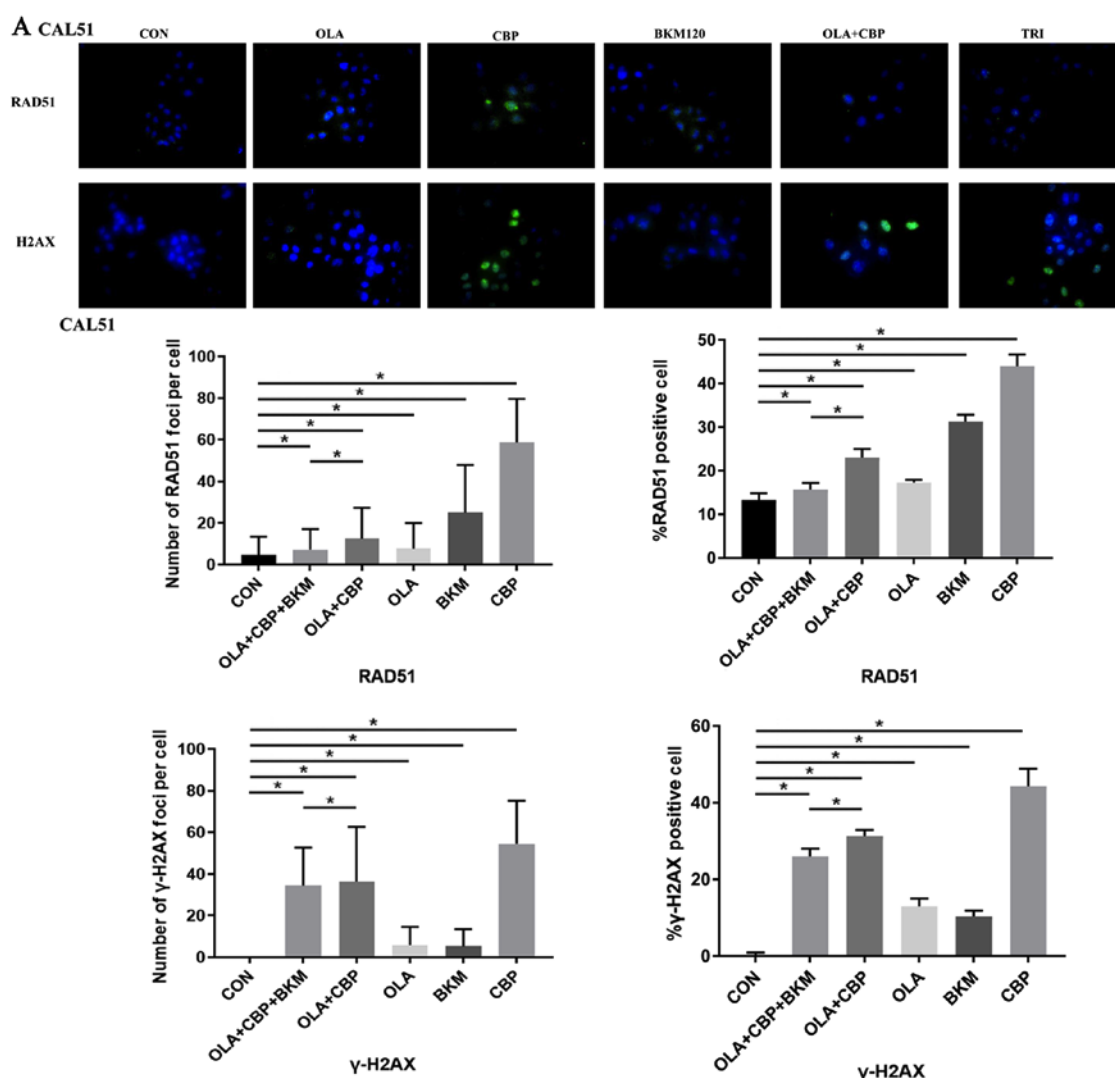 A CAL51
CON OLA CBP BKM120 OLA+CBP TRI
RAD51
H2AX
CAL51
Number of RAD51 foci per cell
100
80
60
40
20
0
* * * * * *
CON OLA+CBP+BKM OLA+CBP OLA BKM CBP
RAD51
%RAD51 positive cell
50
40
30
20
10
0
* * * * * *
CON OLA+CBP+BKM OLA+CBP OLA BKM CBP
RAD51
Number of γ-H2AX foci per cell
100
80
60
40
20
0
* * * * * *
CON OLA+CBP+BKM OLA+CBP OLA BKM CBP
γ-H2AX
%γ-H2AX positive cell
60
40
20
0
* * * * * *
CON OLA+CBP+BKM OLA+CBP OLA BKM CBP
γ-H2AX